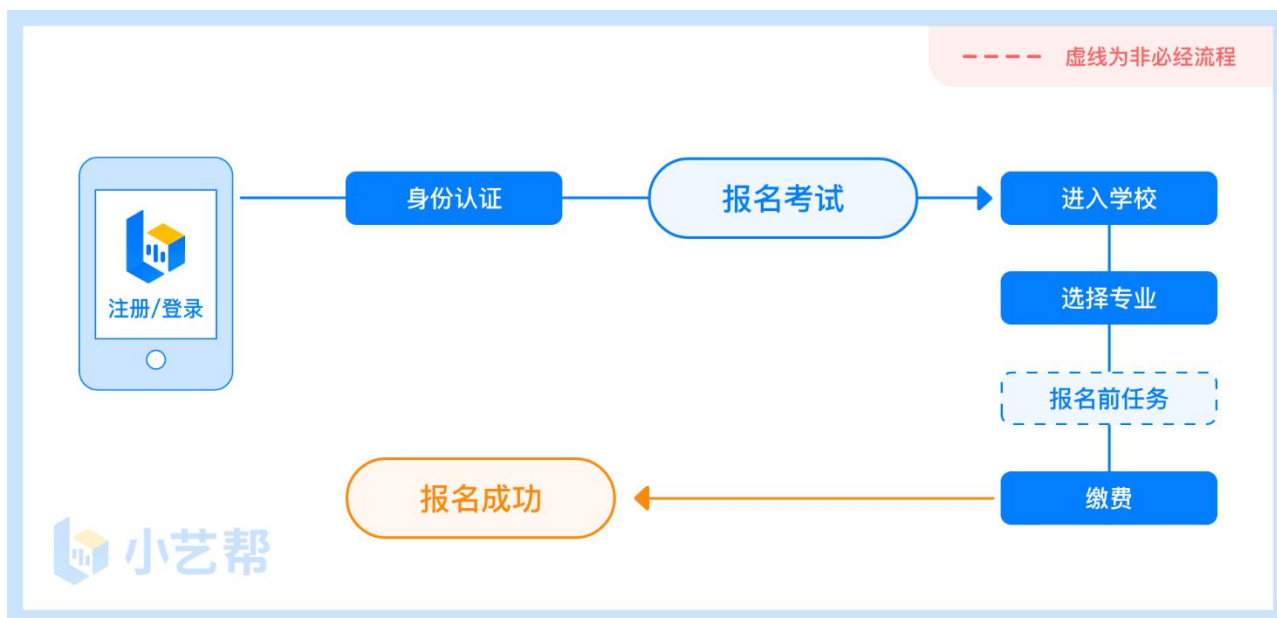 ---- 虚线为非必经流程
注册/登录
身份认证
报名考试
进入学校
选择专业
报名前任务
缴费
报名成功
小艺帮